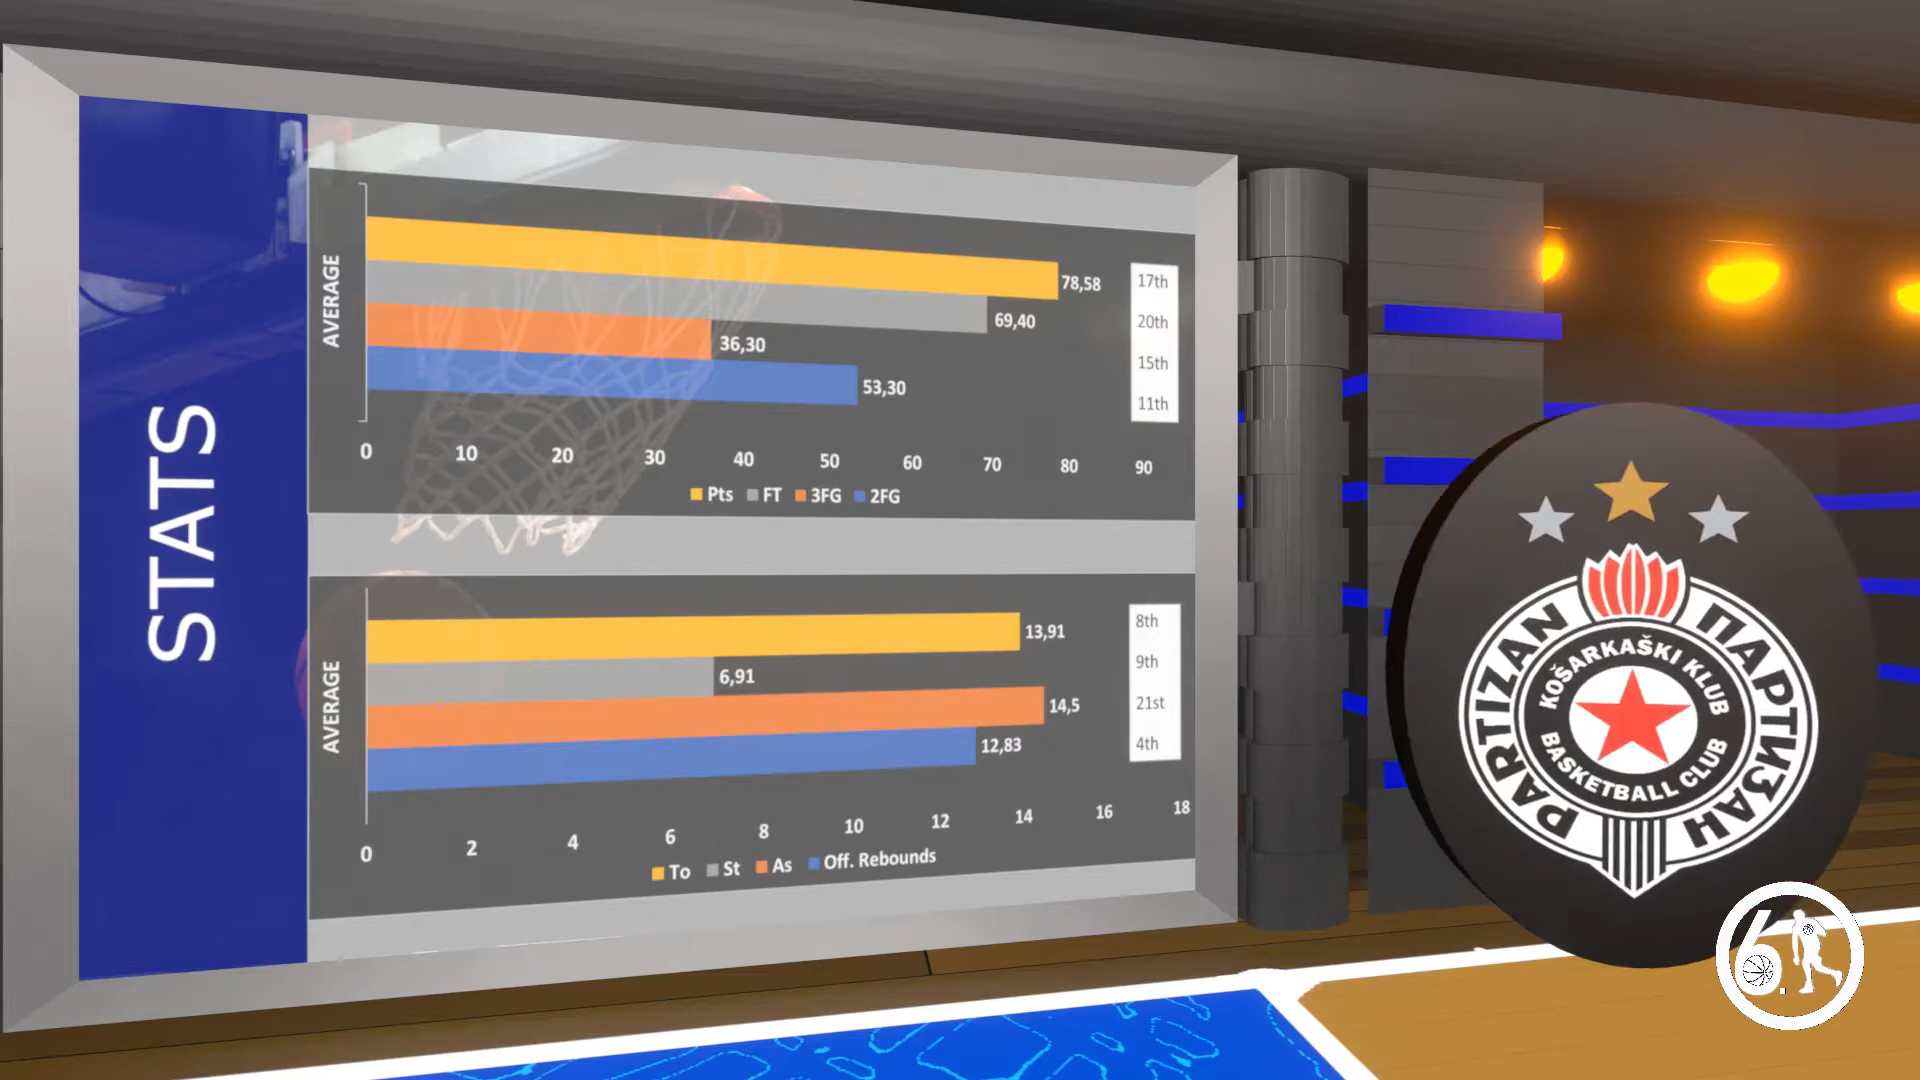 STATS
AVERAGE
78,58
69,40
36,30
53,30
17th
20th
15th
11th
0 10 20 30 40 50 60 70 80 90
Pts FT 3FG 2FG
AVERAGE
13,91
6,91
14,5
12,83
8th
9th
21st
4th
0 2 4 6 8 10 12 14 16 18
To St As Off. Rebounds
PARTIZAN
ПАРТИЗАН
KOŠARKAŠKI KLUB
BASKETBALL CLUB
6.